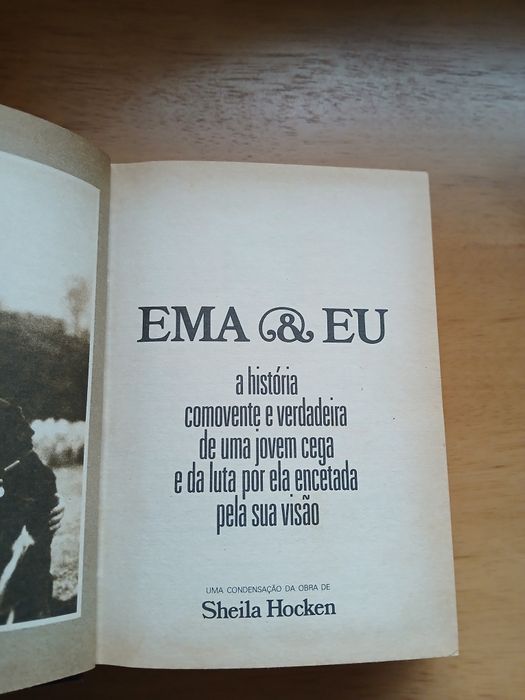 EMA & EU
a história
comovente e verdadeira
de uma jovem cega
e da luta por ela encetada
pela sua visão
UMA CONDENSAÇÃO DA OBRA DE
Sheila Hocken